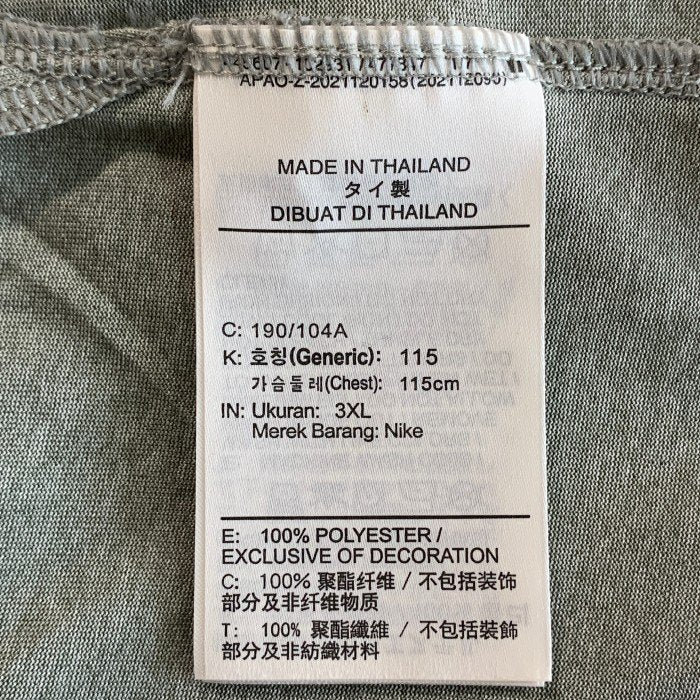 APAO-Z-2021120158(202112095)
MADE IN THAILAND
タイ製
DIBUAT DI THAILAND
C: 190/104A
K: 호칭(Generic): 115
가슴둘레(Chest): 115cm
IN: Ukuran: 3XL
Merek Barang: Nike
E: 100% POLYESTER /
EXCLUSIVE OF DECORATION
C: 100% 聚酯纤维 / 不包括装饰
部分及非纤维物质
T: 100% 聚酯纖維 / 不包括裝飾
部分及非紡織材料